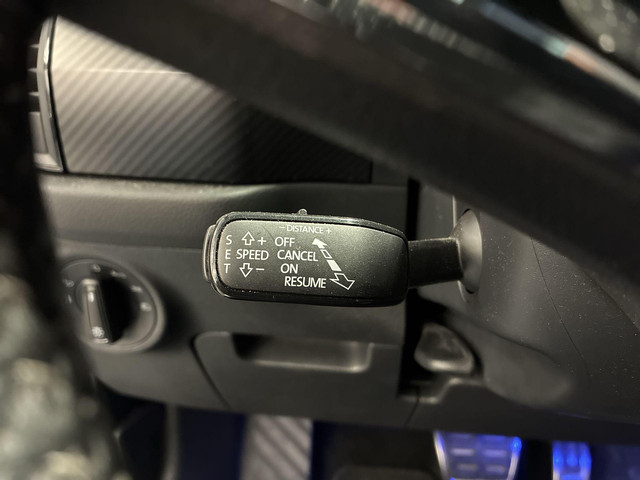 - DISTANCE +
S + OFF
E SPEED CANCEL
T - ON
RESUME